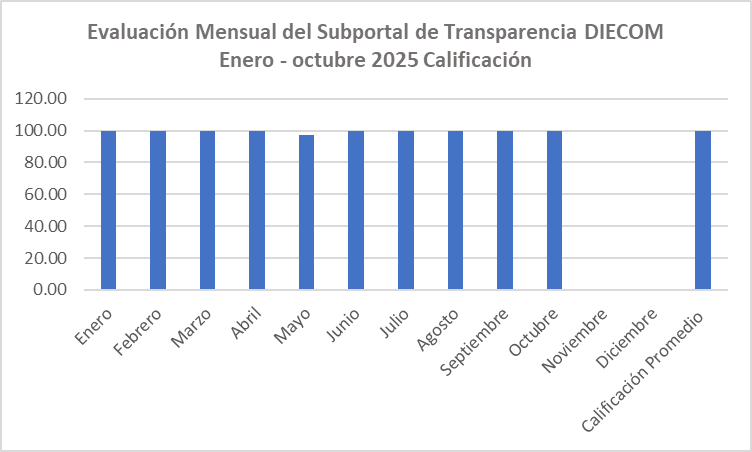 Evaluación Mensual del Subportal de Transparencia DIECOM
Enero - octubre 2025 Calificación
120.00
100.00
80.00
60.00
40.00
20.00
0.00
Enero
Febrero
Marzo
Abril
Mayo
Junio
Julio
Agosto
Septiembre
Octubre
Noviembre
Diciembre
Calificación Promedio